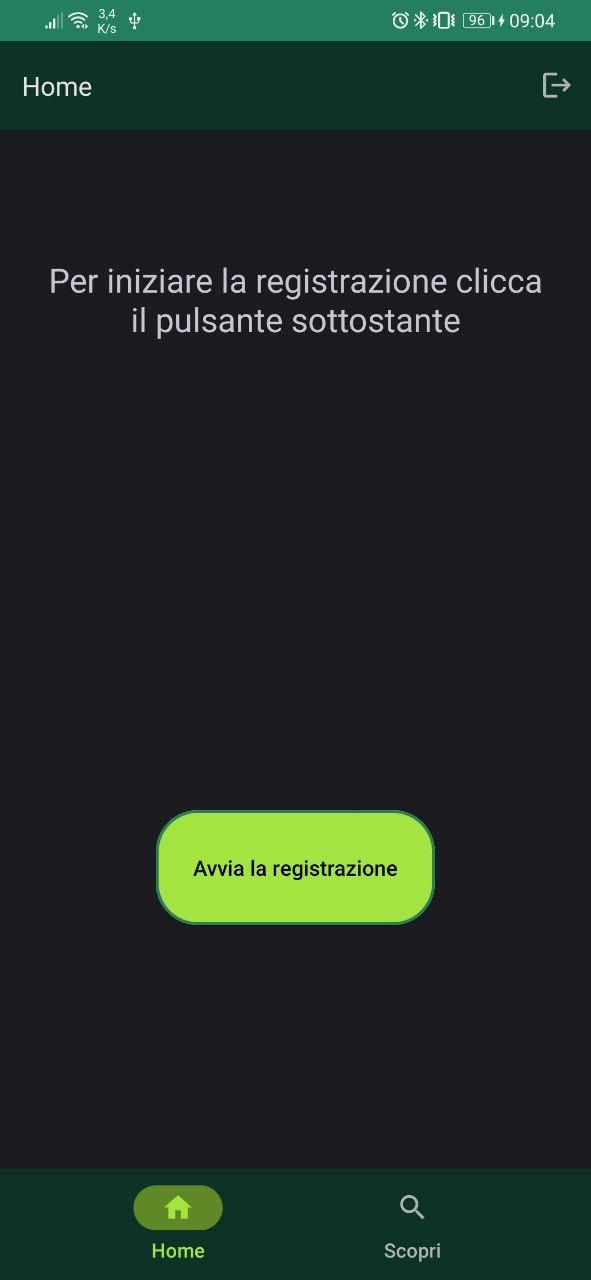 3,4
K/s
96
09:04
Home
Per iniziare la registrazione clicca
il pulsante sottostante
Avvia la registrazione
Home
Scopri